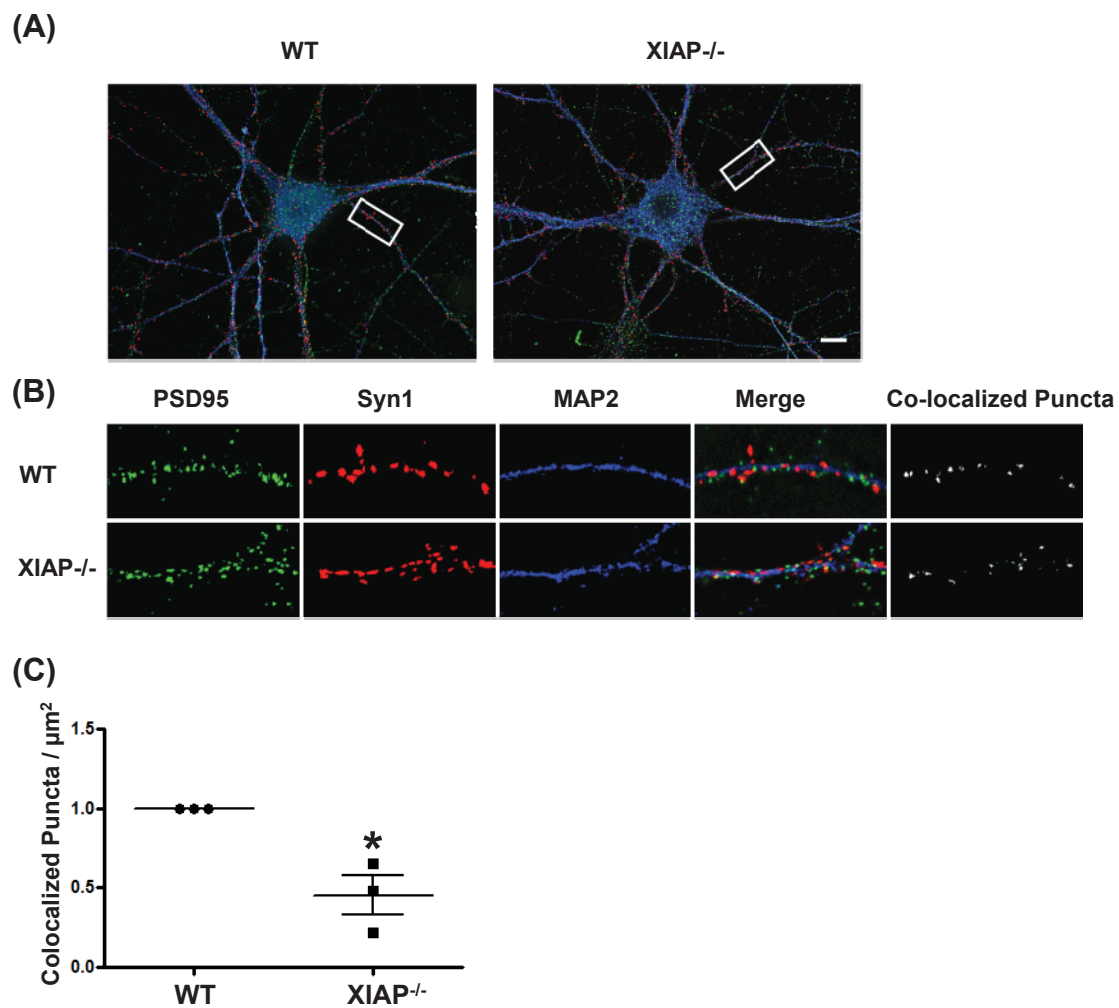 (A)
WT XIAP-/-
(B)
PSD95 Syn1 MAP2 Merge Co-localized Puncta
WT
XIAP-/-
(C)
Colocalized Puncta / µm²
1.5
1.0
*
0.5
0.0
WT XIAP⁻/⁻